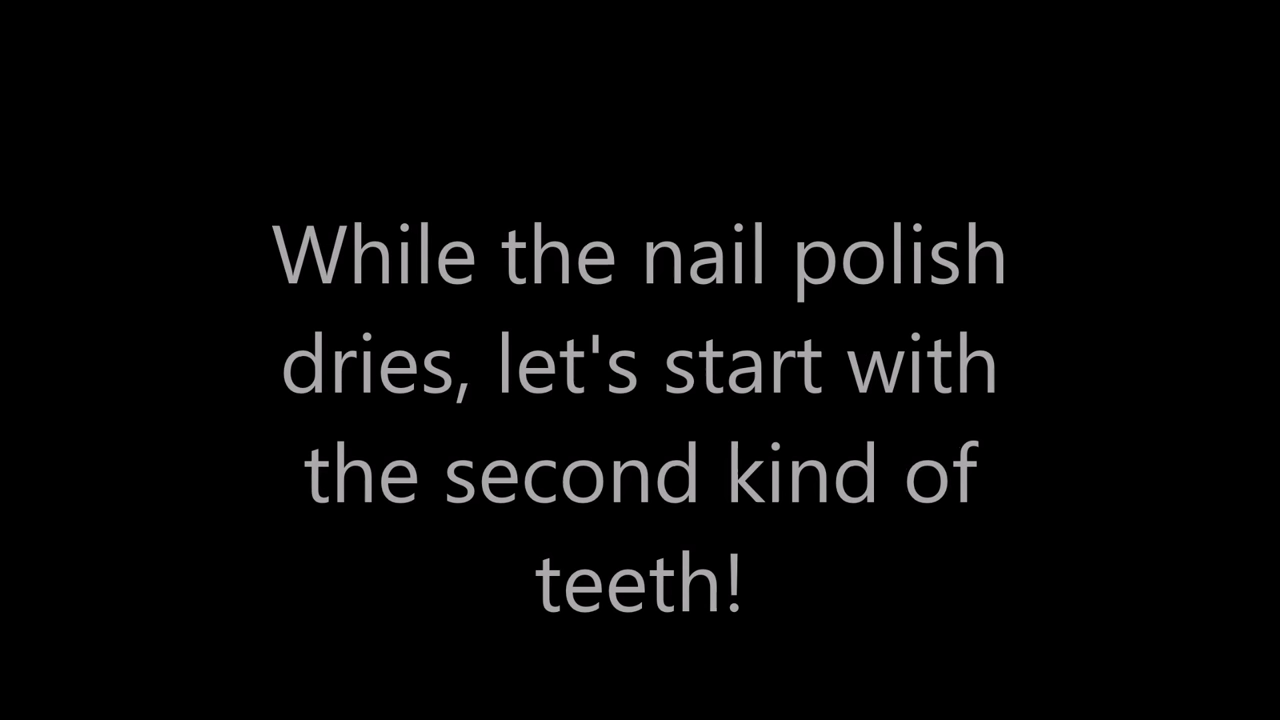 While the nail polish
dries, let's start with
the second kind of
teeth!